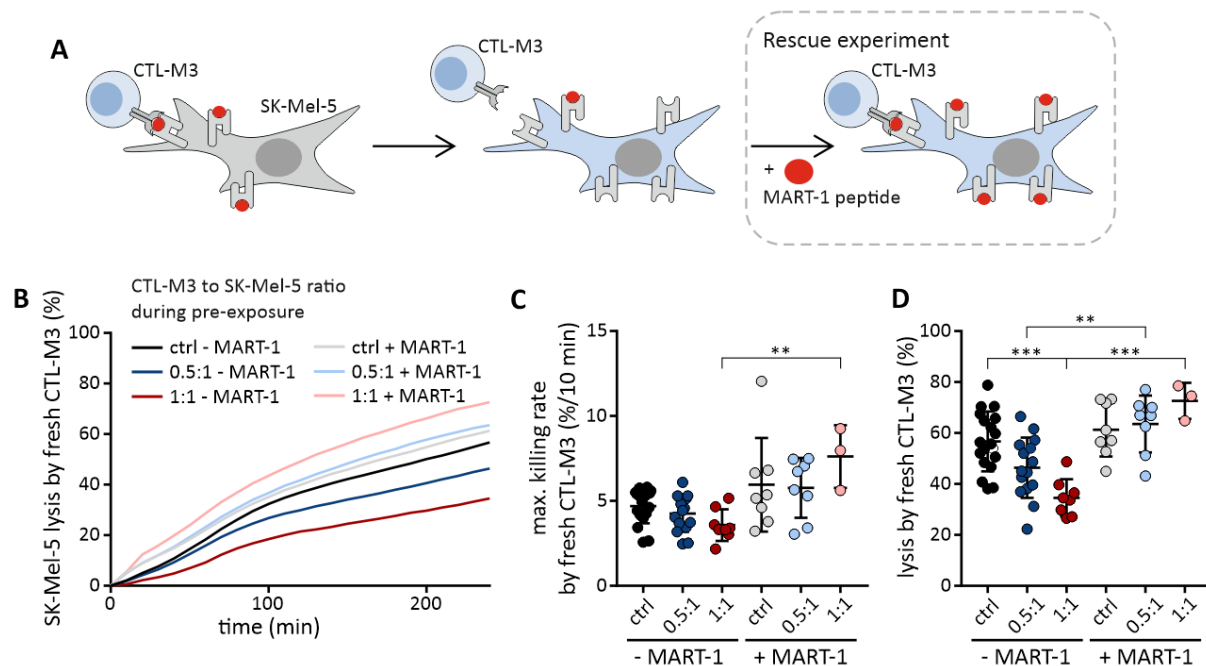 A
CTL-M3
SK-Mel-5
CTL-M3
Rescue experiment
CTL-M3
+
MART-1 peptide
B
CTL-M3 to SK-Mel-5 ratio
during pre-exposure
ctrl - MART-1
ctrl + MART-1
0.5:1 - MART-1
0.5:1 + MART-1
1:1 - MART-1
1:1 + MART-1
SK-Mel-5 lysis by fresh CTL-M3 (%)
100
80
60
40
20
0
0
100
200
time (min)
C
max. killing rate
by fresh CTL-M3 (%/10 min)
15
10
5
0
**
ctrl
0.5:1
1:1
ctrl
0.5:1
1:1
- MART-1
+ MART-1
D
lysis by fresh CTL-M3 (%)
100
80
60
40
20
0
**
***
***
ctrl
0.5:1
1:1
ctrl
0.5:1
1:1
- MART-1
+ MART-1